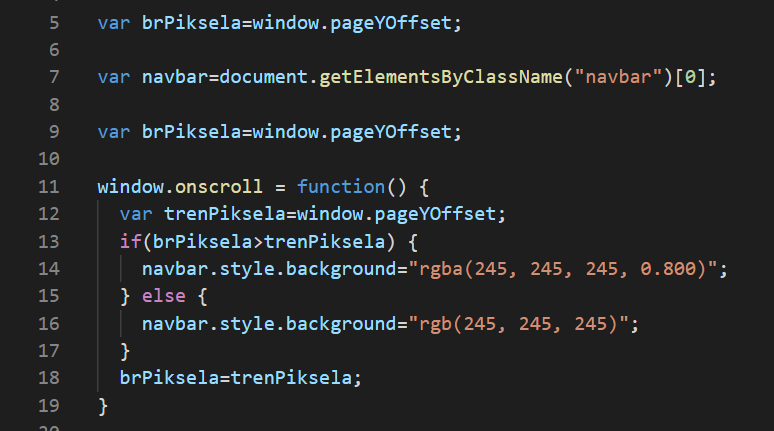 5 var brPiksela=window.pageYOffset;
6
7 var navbar=document.getElementsByClassName("navbar")[0];
8
9 var brPiksela=window.pageYOffset;
10
11 window.onscroll = function() {
12 var trenPiksela=window.pageYOffset;
13 if(brPiksela>trenPiksela) {
14 navbar.style.background="rgba(245, 245, 245, 0.800)";
15 } else {
16 navbar.style.background="rgb(245, 245, 245)";
17 }
18 brPiksela=trenPiksela;
19 }